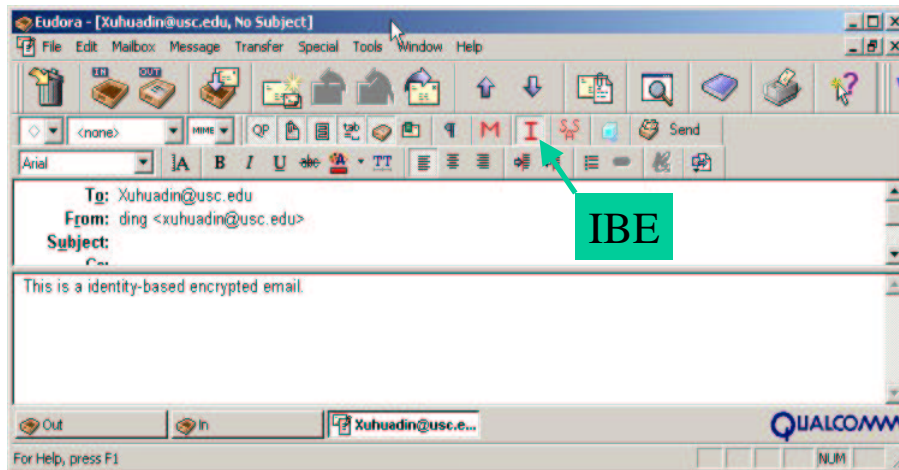 Eudora - [Xuhuadin@usc.edu, No Subject]
File Edit Mailbox Message Transfer Special Tools Window Help
IN OUT
<none> MIME QP M I S/S/A Send
Arial A B I U abc A TT
To: Xuhuadin@usc.edu
From: ding <xuhuadin@usc.edu>
Subject:
IBE
This is a identity-based encrypted email.
Out In Xuhuadin@usc.e...
QUALCOMM
For Help, press F1 NUM